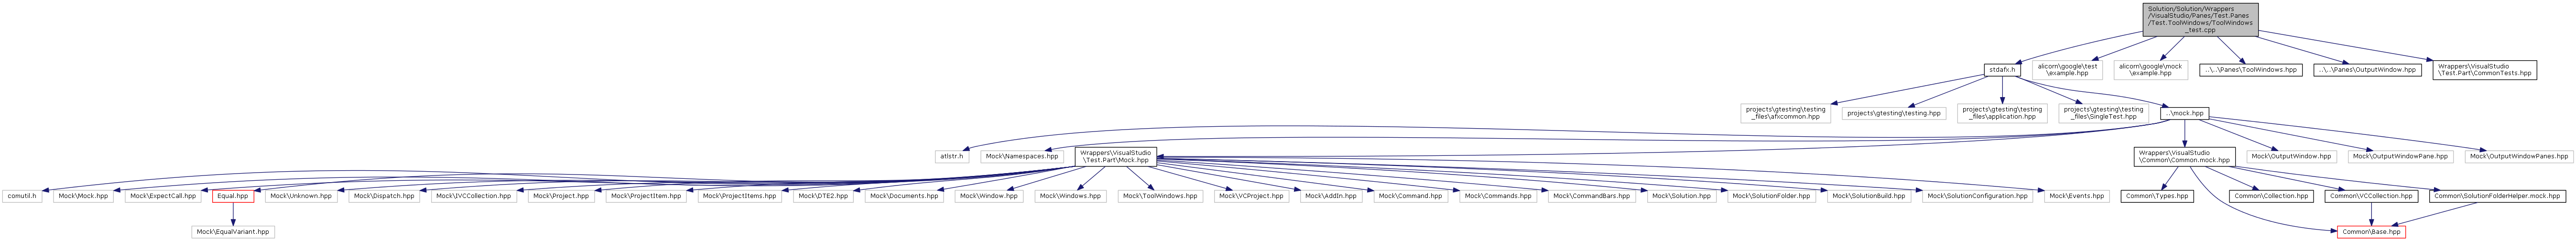 Solution/Solution/Wrappers
/VisualStudio/Panes/Test.Panes
/Test.ToolWindows/ToolWindows
_test.cpp
stdafx.h
alicorn\google\test
\example.hpp
alicorn\google\mock
\example.hpp
..\..\Panes\ToolWindows.hpp
..\..\Panes\OutputWindow.hpp
Wrappers\VisualStudio
\Test.Part\CommonTests.hpp
projects\gtesting\testing
_files\afxcommon.hpp
projects\gtesting\testing.hpp
projects\gtesting\testing
_files\application.hpp
projects\gtesting\testing
_files\SingleTest.hpp
..\mock.hpp
atlstr.h
Mock\Namespaces.hpp
Wrappers\VisualStudio
\Test.Part\Mock.hpp
Wrappers\VisualStudio
\Common\Common.mock.hpp
Mock\OutputWindow.hpp
Mock\OutputWindowPane.hpp
Mock\OutputWindowPanes.hpp
comutil.h
Mock\Mock.hpp
Mock\ExpectCall.hpp
Equal.hpp
Mock\Unknown.hpp
Mock\Dispatch.hpp
Mock\IVCCollection.hpp
Mock\Project.hpp
Mock\ProjectItem.hpp
Mock\ProjectItems.hpp
Mock\DTE2.hpp
Mock\Documents.hpp
Mock\Window.hpp
Mock\Windows.hpp
Mock\ToolWindows.hpp
Mock\VCProject.hpp
Mock\AddIn.hpp
Mock\Command.hpp
Mock\Commands.hpp
Mock\CommandBars.hpp
Mock\Solution.hpp
Mock\SolutionFolder.hpp
Mock\SolutionBuild.hpp
Mock\SolutionConfiguration.hpp
Mock\Events.hpp
Common\Types.hpp
Common\Collection.hpp
Common\VCCollection.hpp
Common\SolutionFolderHelper.mock.hpp
Mock\EqualVariant.hpp
Common\Base.hpp